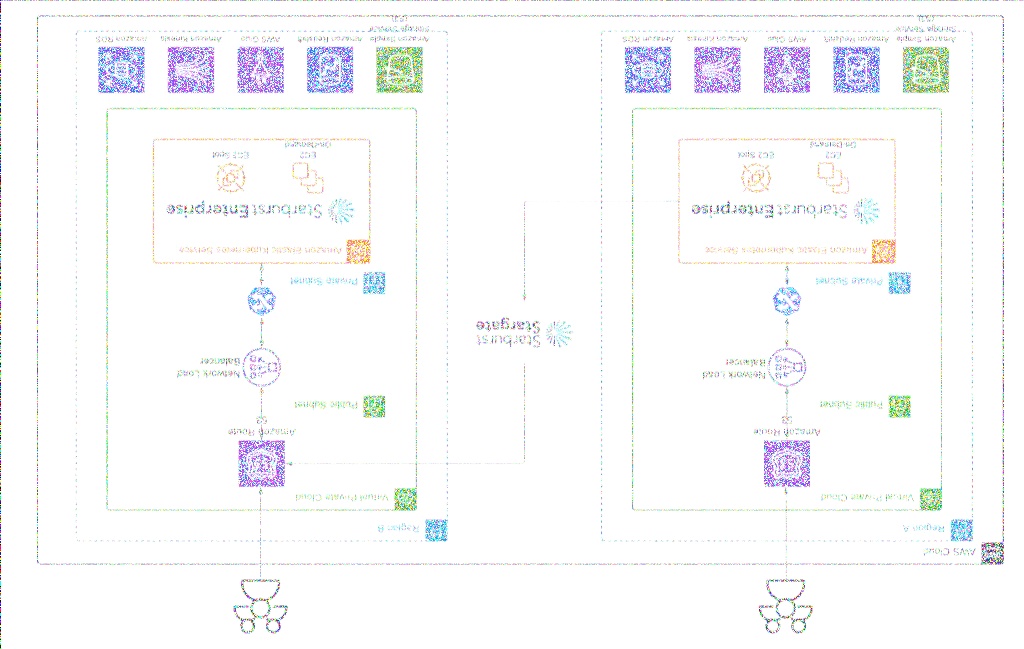 AWS Cloud
Region A
Virtual Private Cloud
Amazon Route
53
Public Subnet
Network Load
Balancer
Private Subnet
Amazon Elastic Kubernetes Service
Starburst Enterprise
EC2
On-Demand
EC2 Spot
Amazon Simple
Storage Service
(S3)
Amazon Redshift
AWS Glue
Amazon Kinesis
Amazon RDS
Starburst
Stargate
Region B
Virtual Private Cloud
Amazon Route
53
Public Subnet
Network Load
Balancer
Private Subnet
Amazon Elastic Kubernetes Service
Starburst Enterprise
EC2
On-Demand
EC2 Spot
Amazon Simple
Storage Service
(S3)
Amazon Redshift
AWS Glue
Amazon Kinesis
Amazon RDS